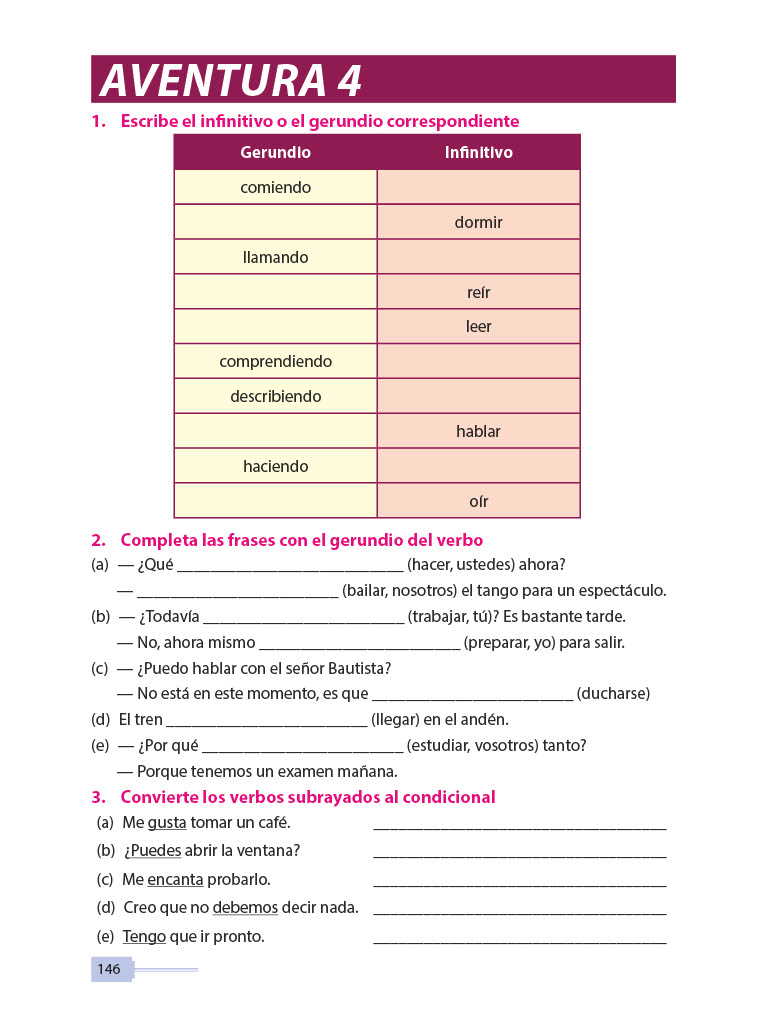 AVENTURA 4
1. Escribe el infinitivo o el gerundio correspondiente
Gerundio Infinitivo
comiendo
dormir
llamando
reír
leer
comprendiendo
describiendo
hablar
haciendo
oír
2. Completa las frases con el gerundio del verbo
(a) — ¿Qué ___________________________ (hacer, ustedes) ahora?
— ________________________ (bailar, nosotros) el tango para un espectáculo.
(b) — ¿Todavía ________________________ (trabajar, tú)? Es bastante tarde.
— No, ahora mismo ________________________ (preparar, yo) para salir.
(c) — ¿Puedo hablar con el señor Bautista?
— No está en este momento, es que ________________________ (ducharse)
(d) El tren ________________________ (llegar) en el andén.
(e) — ¿Por qué ________________________ (estudiar, vosotros) tanto?
— Porque tenemos un examen mañana.
3. Convierte los verbos subrayados al condicional
(a) Me gusta tomar un café. ___________________________________
(b) ¿Puedes abrir la ventana? ___________________________________
(c) Me encanta probarlo. ___________________________________
(d) Creo que no debemos decir nada. ___________________________________
(e) Tengo que ir pronto. ___________________________________
146